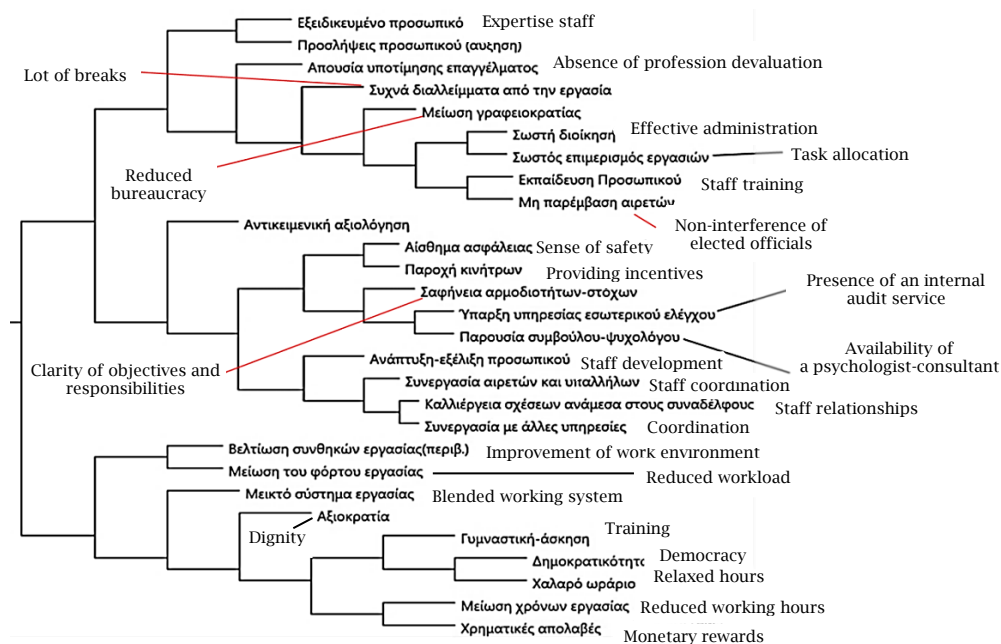 Εξειδικευμένο προσωπικό Expertise staff
Προσλήψεις προσωπικού (αυξηση)
Απουσία υποτίμησης επαγγέλματος Absence of profession devaluation
Lot of breaks
Συχνά διαλλείμματα από την εργασία
Μείωση γραφειοκρατίας
Σωστή διοίκηση Effective administration
Σωστός επιμερισμός εργασιών Task allocation
Reduced
bureaucracy
Εκπαίδευση Προσωπικού Staff training
Μη παρέμβαση αιρετών
Non-interference of
elected officials
Αντικειμενική αξιολόγηση
Αίσθημα ασφάλειας Sense of safety
Παροχή κινήτρων Providing incentives
Σαφήνεια αρμοδιοτήτων-στόχων
Presence of an internal
audit service
Ύπαρξη υπηρεσίας εσωτερικού ελέγχου
Παρουσία συμβούλου-ψυχολόγου
Availability of
a psychologist-consultant
Clarity of objectives and
responsibilities
Ανάπτυξη-εξέλιξη προσωπικού Staff development
Συνεργασία αιρετών και υπαλλήλων Staff coordination
Καλλιέργεια σχέσεων ανάμεσα στους συναδέλφους Staff relationships
Συνεργασία με άλλες υπηρεσίες Coordination
Βελτίωση συνθηκών εργασίας(περιβ.) Improvement of work environment
Μείωση του φόρτου εργασίας Reduced workload
Μεικτό σύστημα εργασίας Blended working system
Αξιοκρατία
Dignity
Γυμναστική-άσκηση Training
Δημοκρατικότητα Democracy
Χαλαρό ωράριο Relaxed hours
Μείωση χρόνων εργασίας Reduced working hours
Χρηματικές απολαβές Monetary rewards